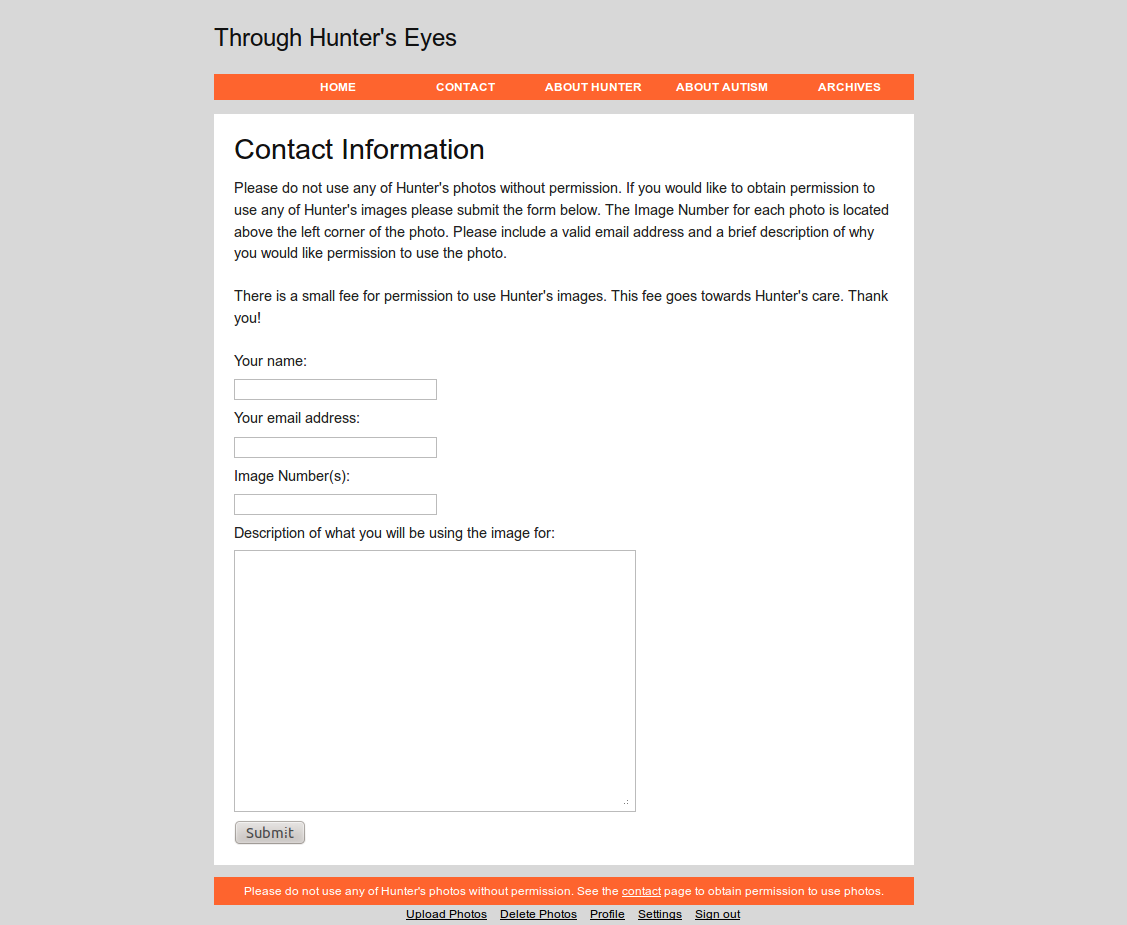 Through Hunter's Eyes
HOME CONTACT ABOUT HUNTER ABOUT AUTISM ARCHIVES
Contact Information
Please do not use any of Hunter's photos without permission. If you would like to obtain permission to
use any of Hunter's images please submit the form below. The Image Number for each photo is located
above the left corner of the photo. Please include a valid email address and a brief description of why
you would like permission to use the photo.
There is a small fee for permission to use Hunter's images. This fee goes towards Hunter's care. Thank
you!
Your name:
Your email address:
Image Number(s):
Description of what you will be using the image for:
Submit
Please do not use any of Hunter's photos without permission. See the contact page to obtain permission to use photos.
Upload Photos Delete Photos Profile Settings Sign out